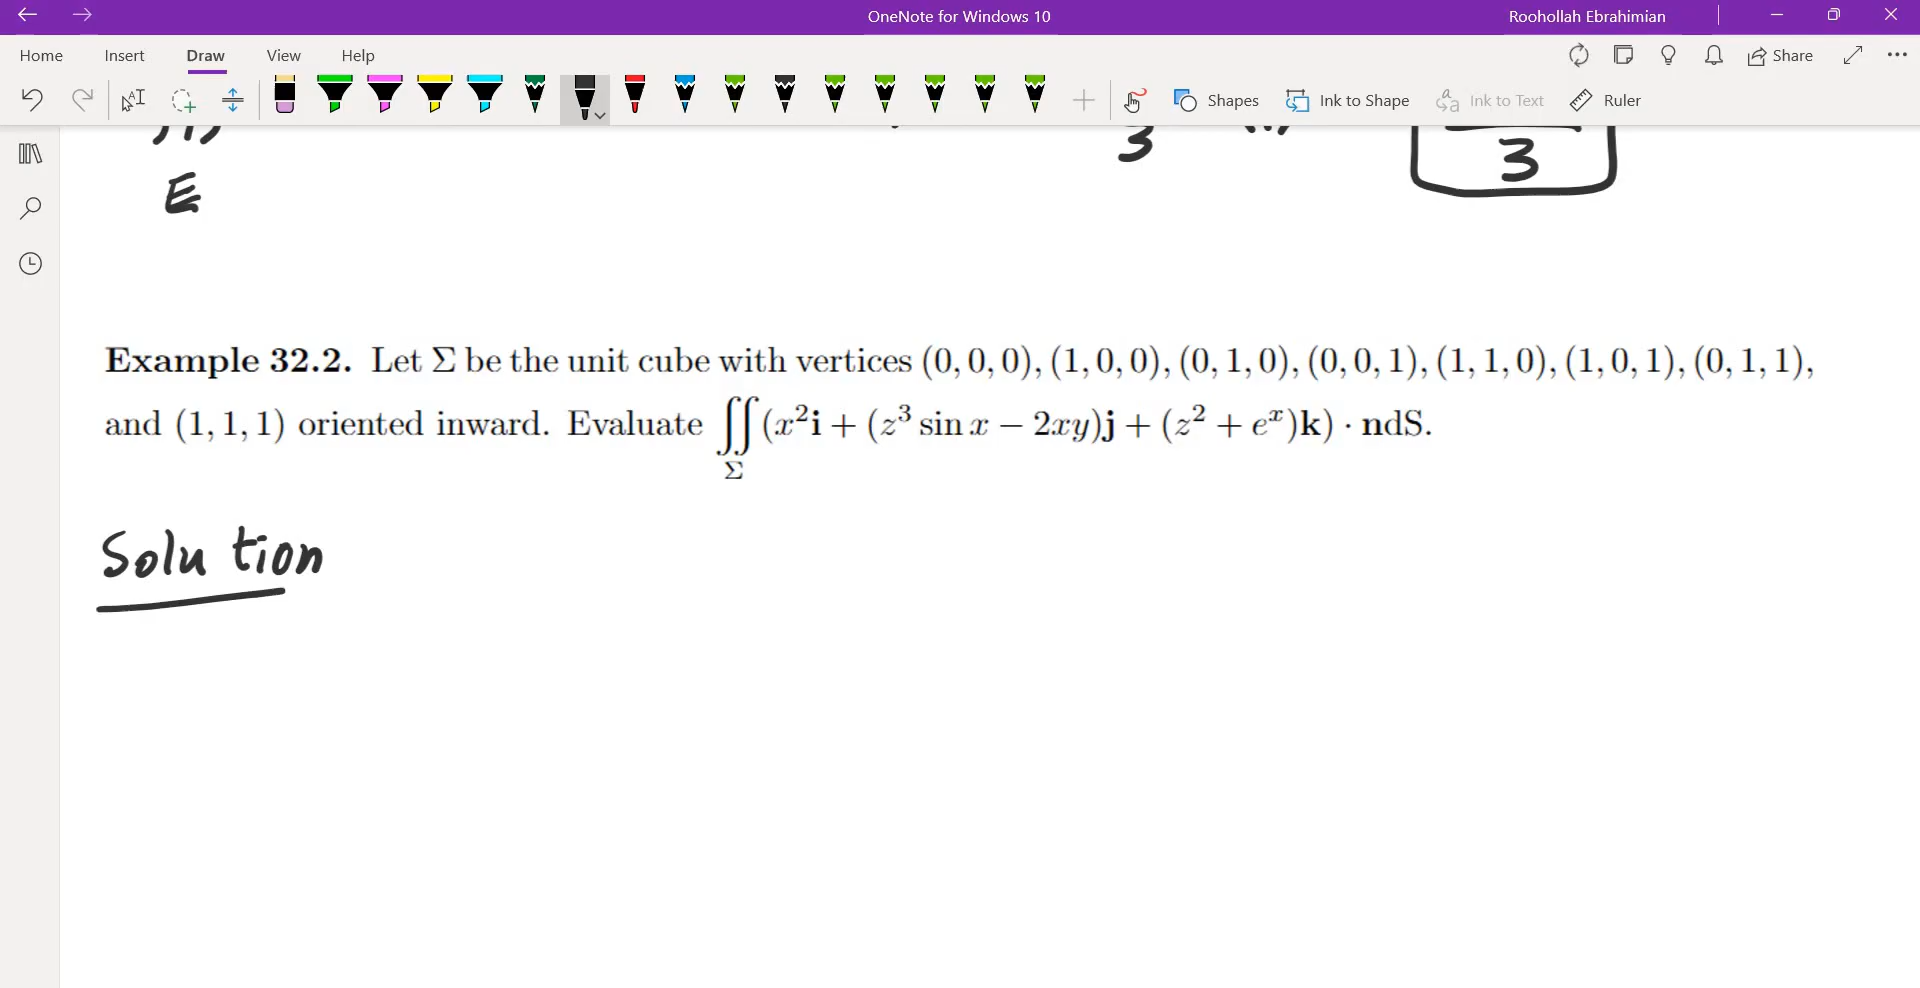 OneNote for Windows 10
Roohollah Ebrahimian
Home Insert Draw View Help
Share
Shapes Ink to Shape Ink to Text Ruler
3
3
E
Example 32.2. Let Σ be the unit cube with vertices (0, 0, 0), (1, 0, 0), (0, 1, 0), (0, 0, 1), (1, 1, 0), (1, 0, 1), (0, 1, 1),
and (1, 1, 1) oriented inward. Evaluate ∬_Σ (x²i + (z³ sin x − 2xy)j + (z² + eˣ)k) · ndS.
Solution